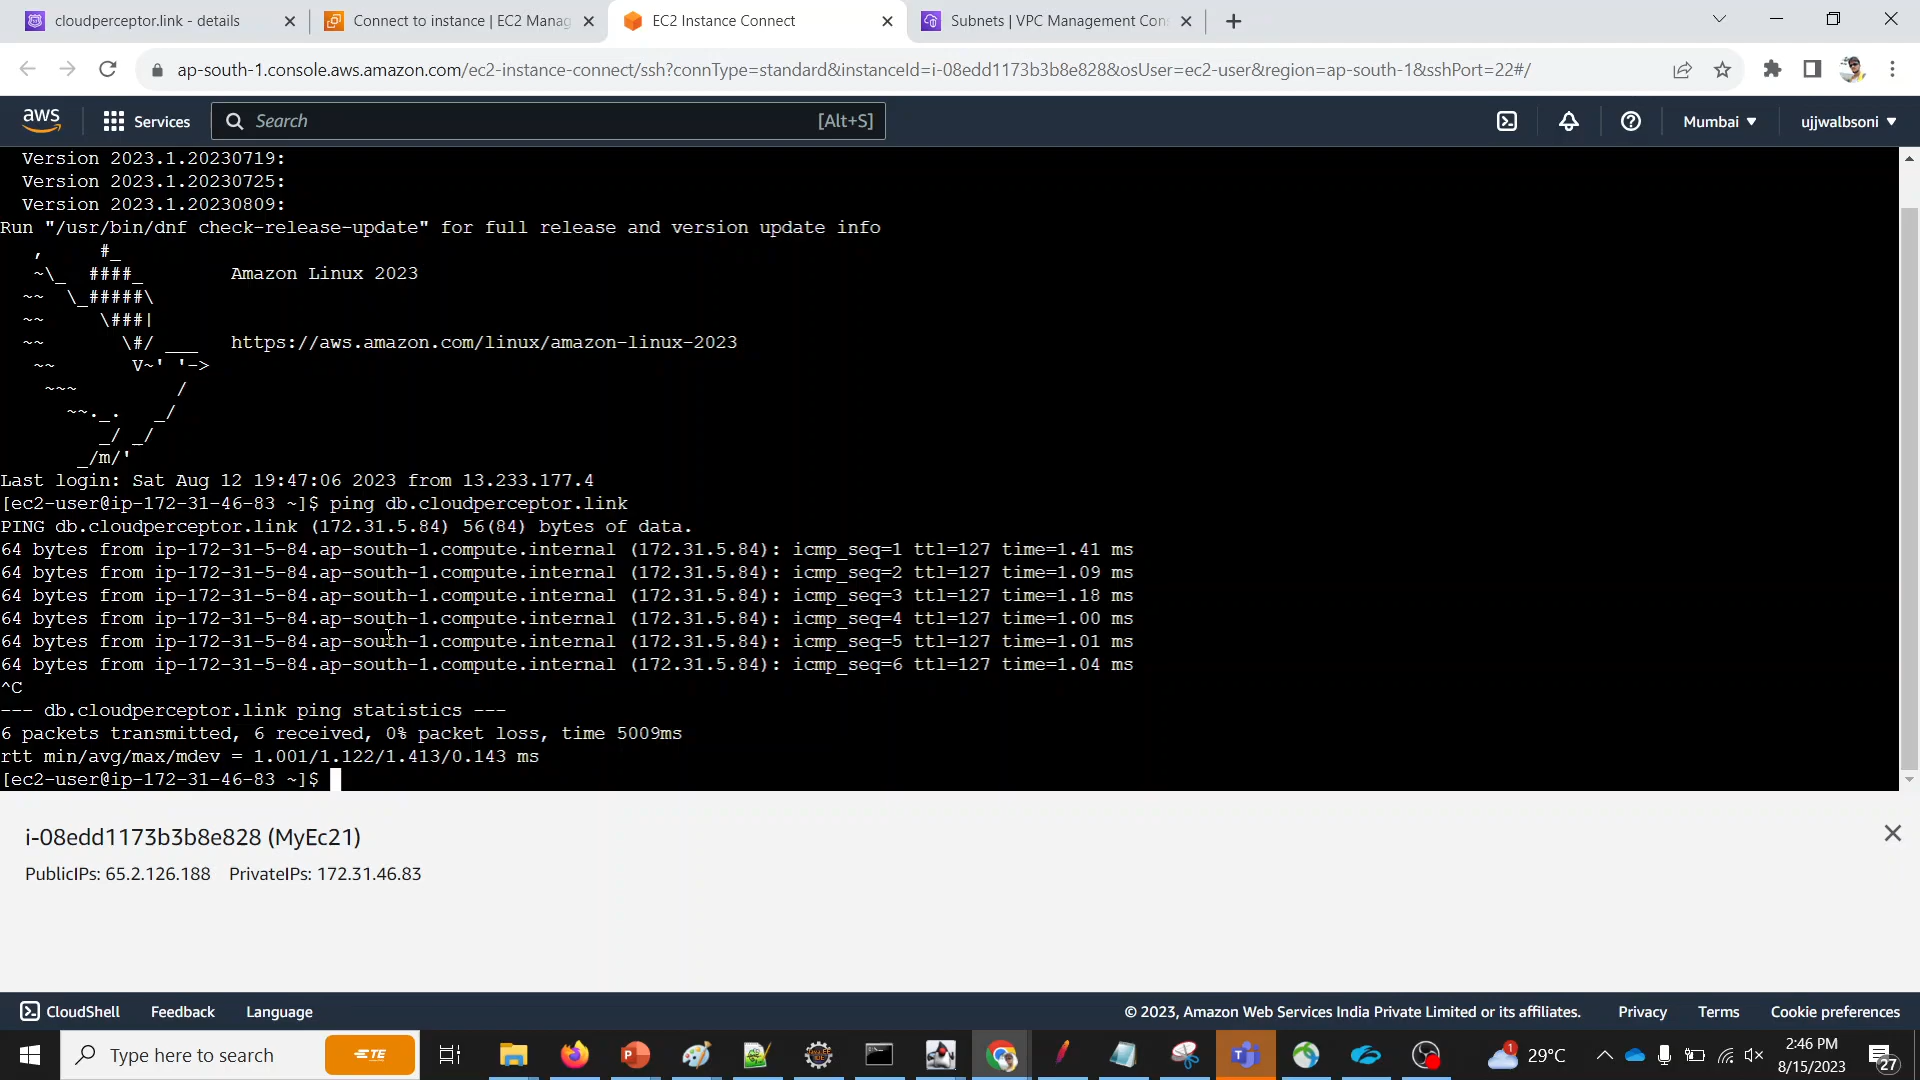 cloudperceptor.link - details
Connect to instance | EC2 Manag
EC2 Instance Connect
Subnets | VPC Management Con
ap-south-1.console.aws.amazon.com/ec2-instance-connect/ssh?connType=standard&instanceId=i-08edd1173b3b8e828&osUser=ec2-user&region=ap-south-1&sshPort=22#/
aws
Services
Search
[Alt+S]
Mumbai
ujjwalbsoni
Version 2023.1.20230719:
Version 2023.1.20230725:
Version 2023.1.20230809:
Run "/usr/bin/dnf check-release-update" for full release and version update info
   ,     #_
   ~\_  ####_        Amazon Linux 2023
  ~~  \_#####\
  ~~     \###|
  ~~       \#/ ___   https://aws.amazon.com/linux/amazon-linux-2023
   ~~       V~' '->
    ~~~         /
      ~~._.   _/
         _/ _/
       _/m/'
Last login: Sat Aug 12 19:47:06 2023 from 13.233.177.4
[ec2-user@ip-172-31-46-83 ~]$ ping db.cloudperceptor.link
PING db.cloudperceptor.link (172.31.5.84) 56(84) bytes of data.
64 bytes from ip-172-31-5-84.ap-south-1.compute.internal (172.31.5.84): icmp_seq=1 ttl=127 time=1.41 ms
64 bytes from ip-172-31-5-84.ap-south-1.compute.internal (172.31.5.84): icmp_seq=2 ttl=127 time=1.09 ms
64 bytes from ip-172-31-5-84.ap-south-1.compute.internal (172.31.5.84): icmp_seq=3 ttl=127 time=1.18 ms
64 bytes from ip-172-31-5-84.ap-south-1.compute.internal (172.31.5.84): icmp_seq=4 ttl=127 time=1.00 ms
64 bytes from ip-172-31-5-84.ap-south-1.compute.internal (172.31.5.84): icmp_seq=5 ttl=127 time=1.01 ms
64 bytes from ip-172-31-5-84.ap-south-1.compute.internal (172.31.5.84): icmp_seq=6 ttl=127 time=1.04 ms
^C
--- db.cloudperceptor.link ping statistics ---
6 packets transmitted, 6 received, 0% packet loss, time 5009ms
rtt min/avg/max/mdev = 1.001/1.122/1.413/0.143 ms
[ec2-user@ip-172-31-46-83 ~]$
i-08edd1173b3b8e828 (MyEc21)
PublicIPs: 65.2.126.188 PrivateIPs: 172.31.46.83
CloudShell
Feedback
Language
© 2023, Amazon Web Services India Private Limited or its affiliates.
Privacy
Terms
Cookie preferences
Type here to search
1
29°C
2:46 PM
8/15/2023
27